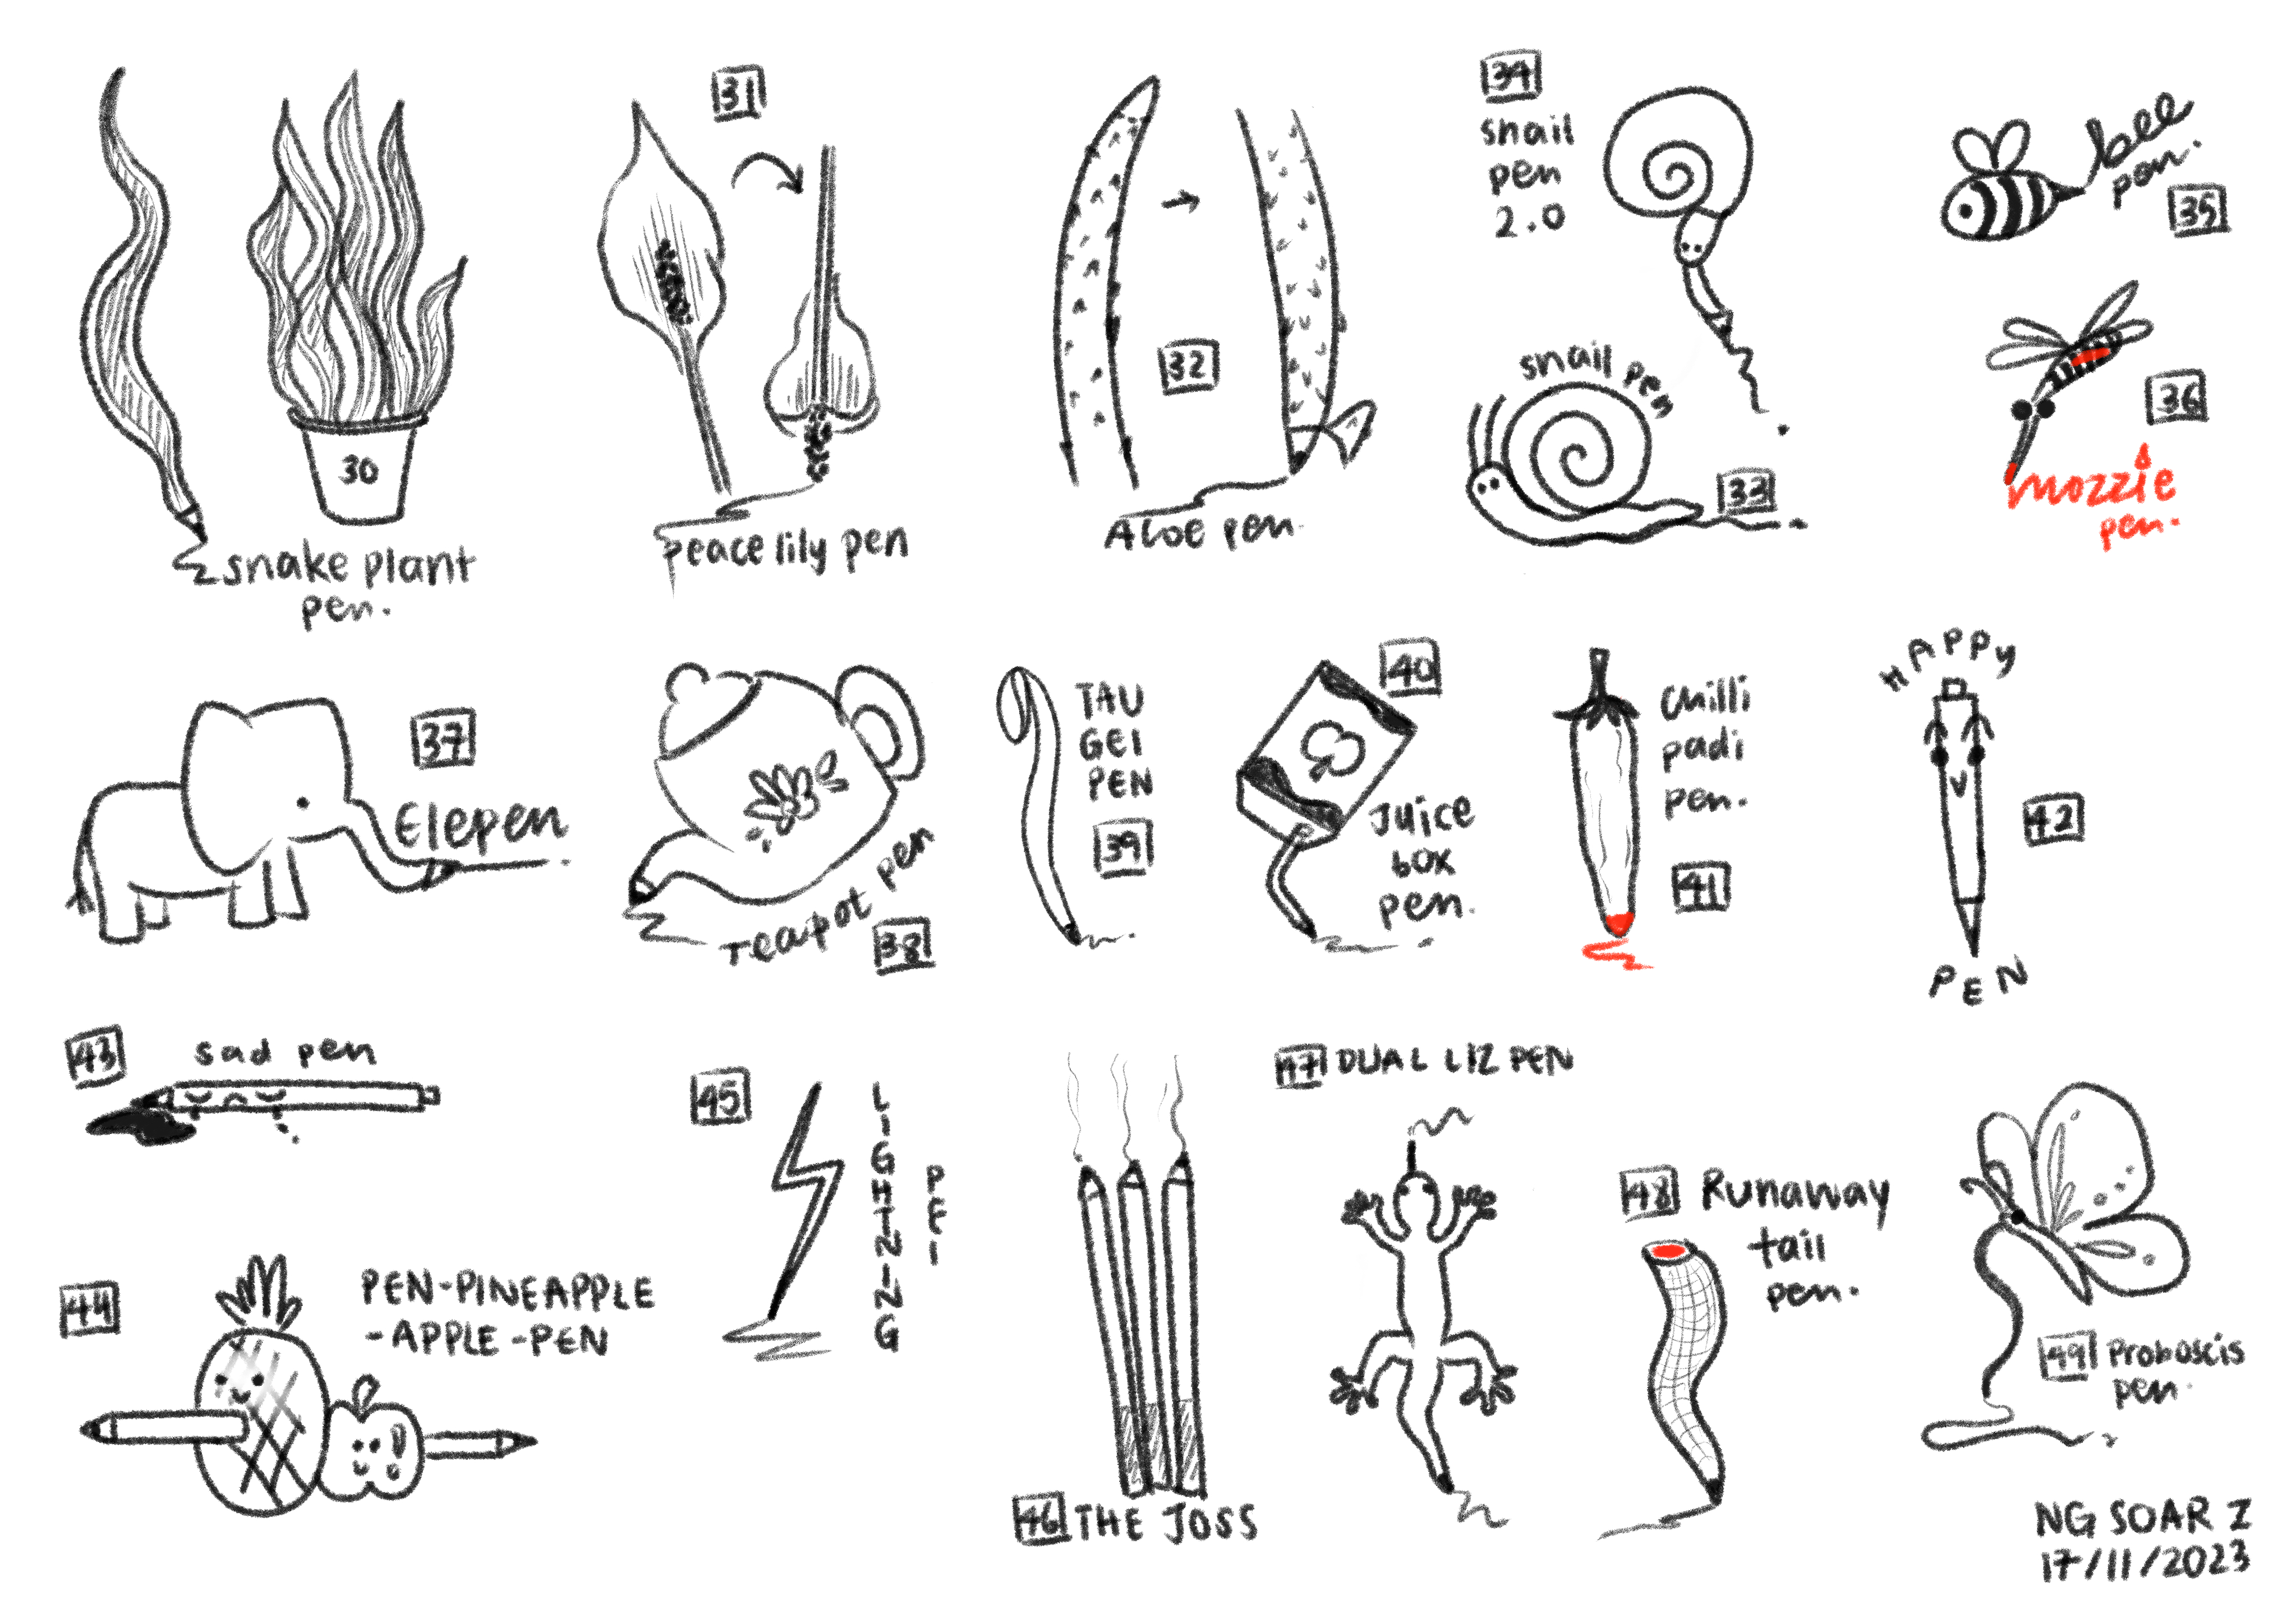 30
snake plant
pen.
31
peace lily pen
32
Aloe pen.
34
snail
pen
2.0
snail pen
33
bee
pen.
35
36
mozzie
pen.
37
Elepen
38
Teapot pen
TAU
GEI
PEN
39
40
Juice
box
pen.
chilli
padi
pen.
41
HAPPY
PEN
42
43
sad pen
44
PEN-PINEAPPLE
-APPLE-PEN
45
LIGHTNING
PEN
46 THE JOSS
47 DUAL LIZ PEN
48 Runaway
tail
pen.
49 Proboscis
pen.
NG SOAR Z
17/11/2023